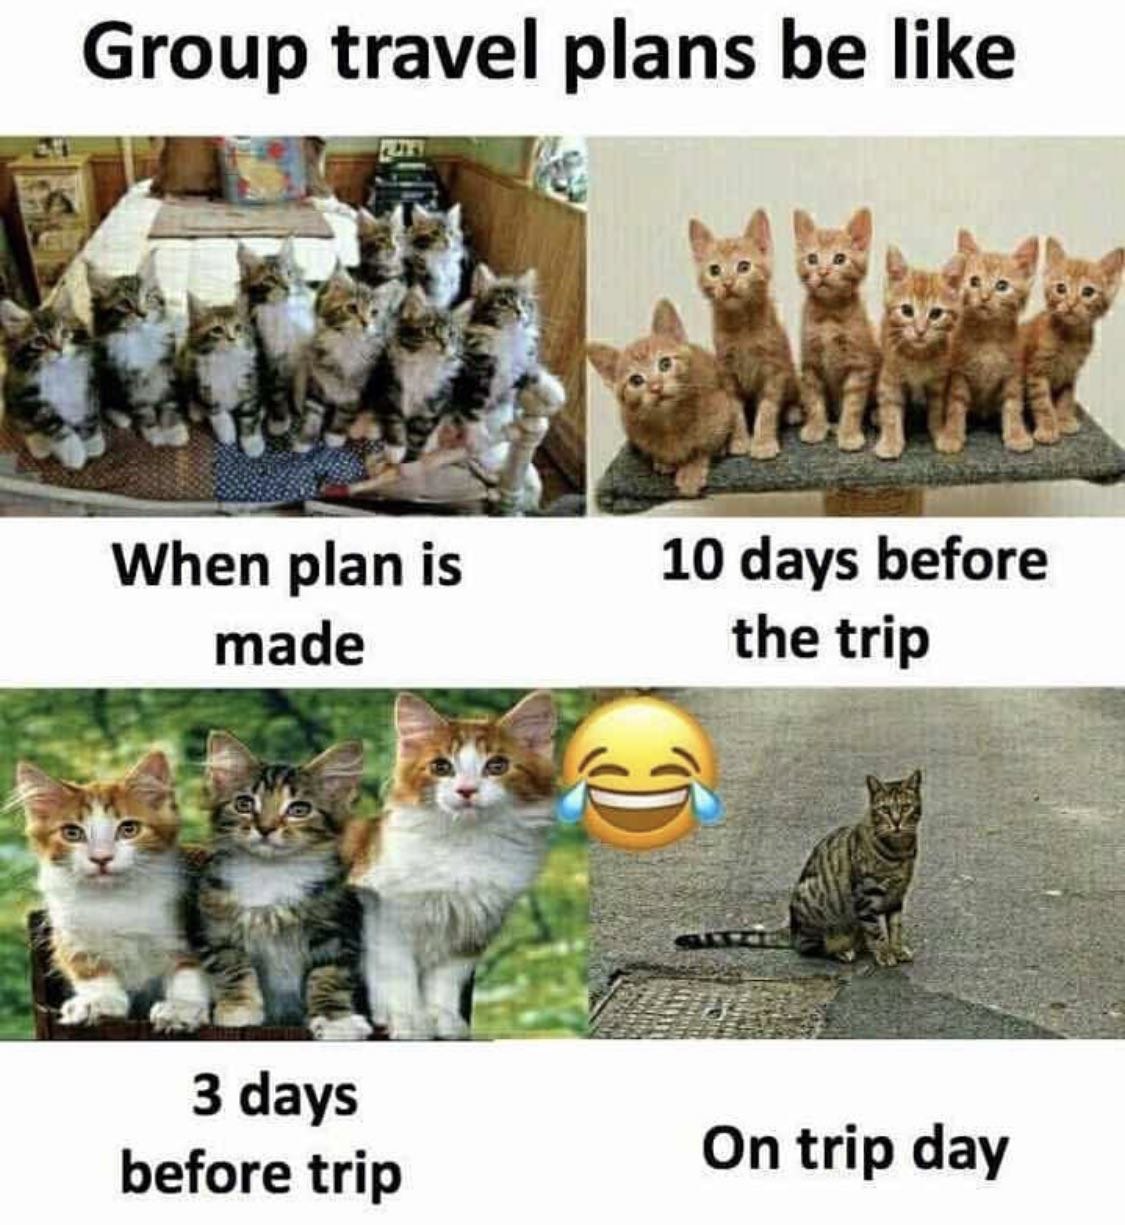 Group travel plans be like
When plan is
made
10 days before
the trip
3 days
before trip
On trip day